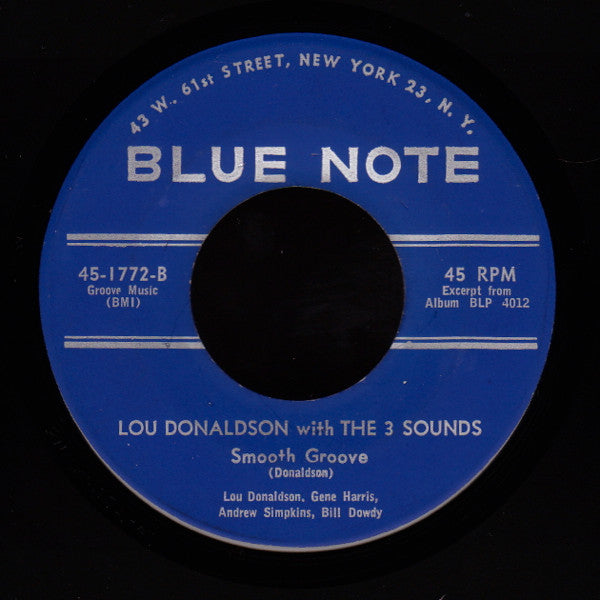 43 W., 61st STREET, NEW YORK 23, N. Y.
BLUE NOTE
45-1772-B
Groove Music
(BMI)
45 RPM
Excerpt from
Album BLP 4012
LOU DONALDSON with THE 3 SOUNDS
Smooth Groove
(Donaldson)
Lou Donaldson, Gene Harris,
Andrew Simpkins, Bill Dowdy